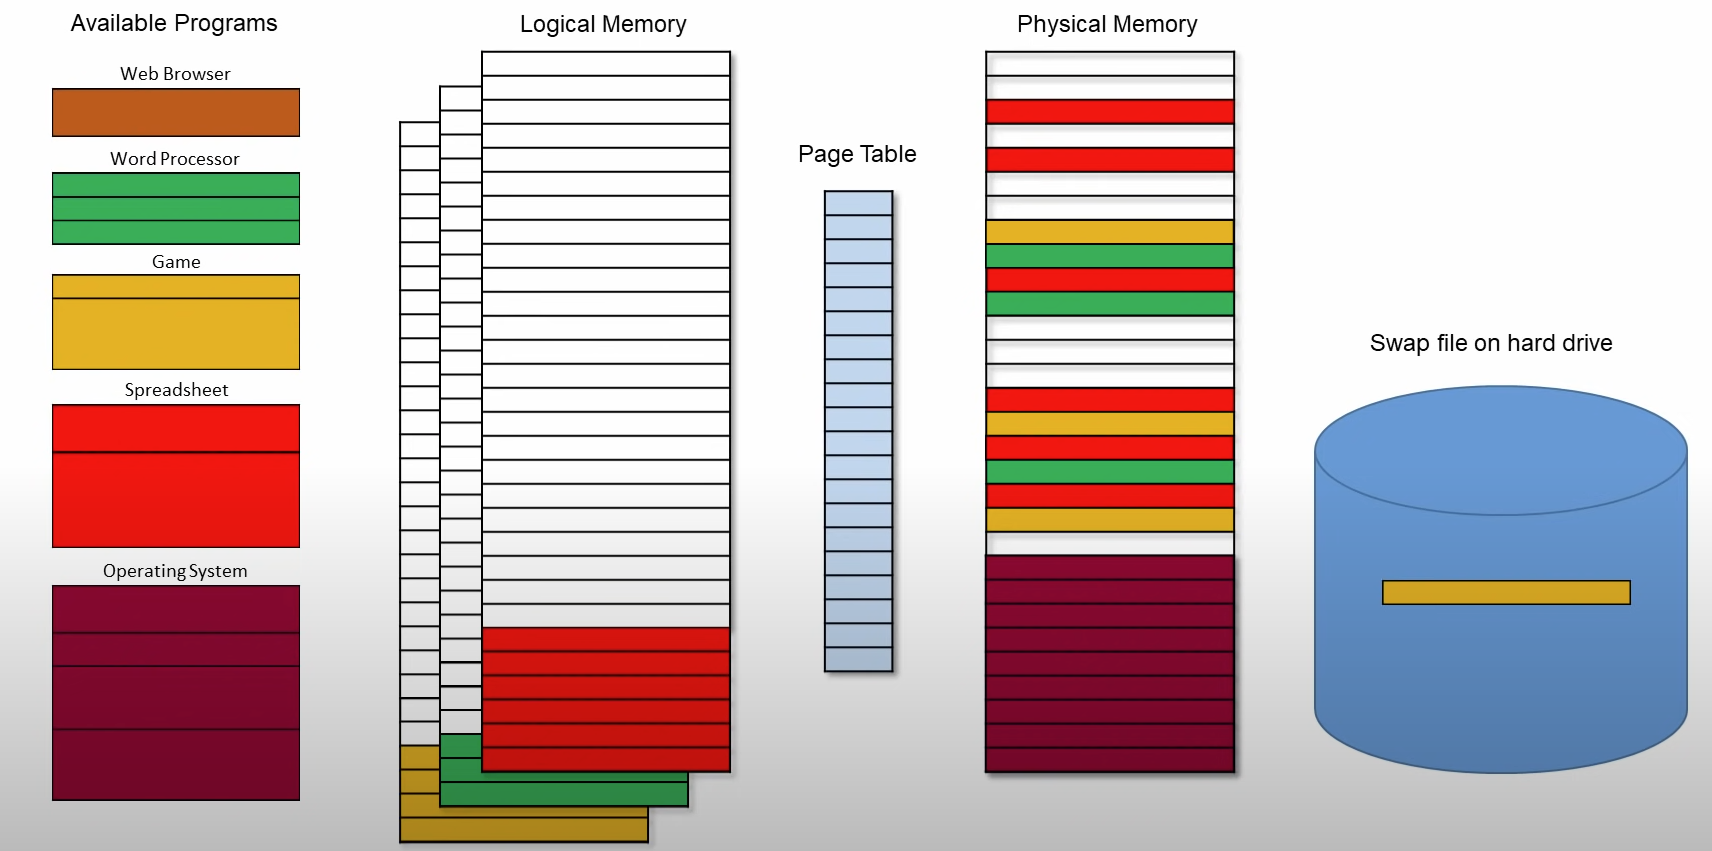 Available Programs
Logical Memory
Physical Memory
Web Browser
Word Processor
Page Table
Game
Swap file on hard drive
Spreadsheet
Operating System